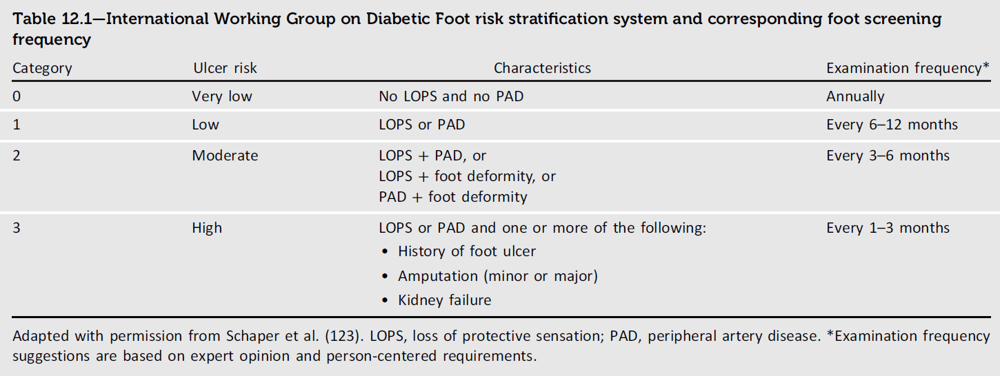 Table 12.1—International Working Group on Diabetic Foot risk stratification system and corresponding foot screening
frequency
Category Ulcer risk Characteristics Examination frequency*
0 Very low No LOPS and no PAD Annually
1 Low LOPS or PAD Every 6–12 months
2 Moderate LOPS + PAD, or Every 3–6 months
LOPS + foot deformity, or
PAD + foot deformity
3 High LOPS or PAD and one or more of the following: Every 1–3 months
• History of foot ulcer
• Amputation (minor or major)
• Kidney failure
Adapted with permission from Schaper et al. (123). LOPS, loss of protective sensation; PAD, peripheral artery disease. *Examination frequency
suggestions are based on expert opinion and person-centered requirements.